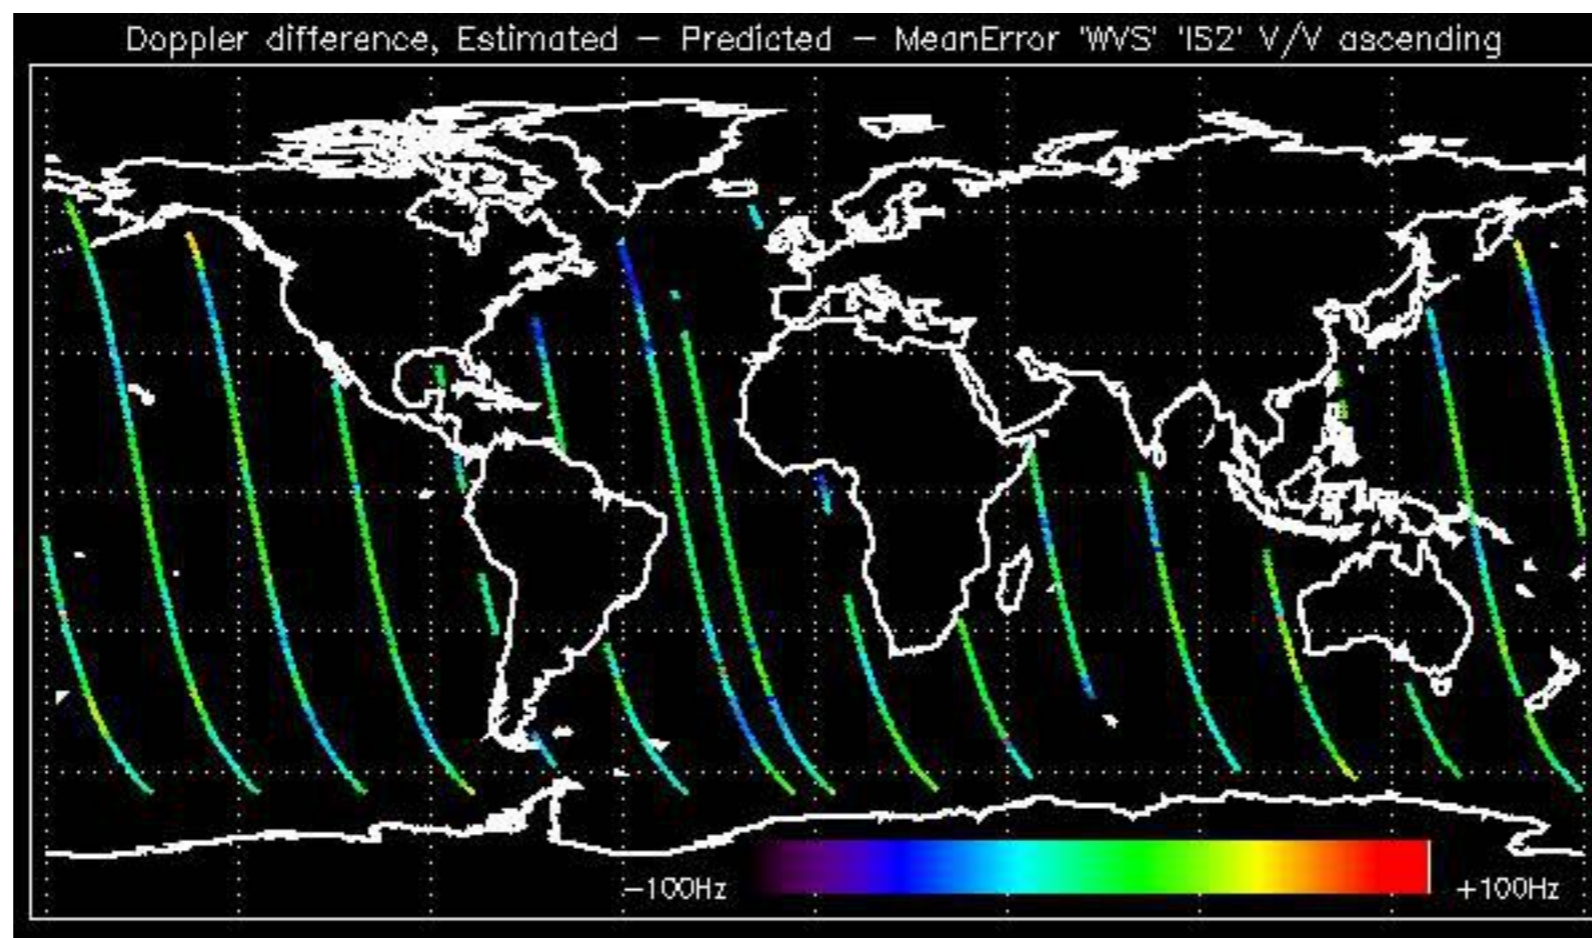 Doppler difference, Estimated – Predicted – MeanError 'WVS' 'IS2' V/V ascending
-100Hz +100Hz